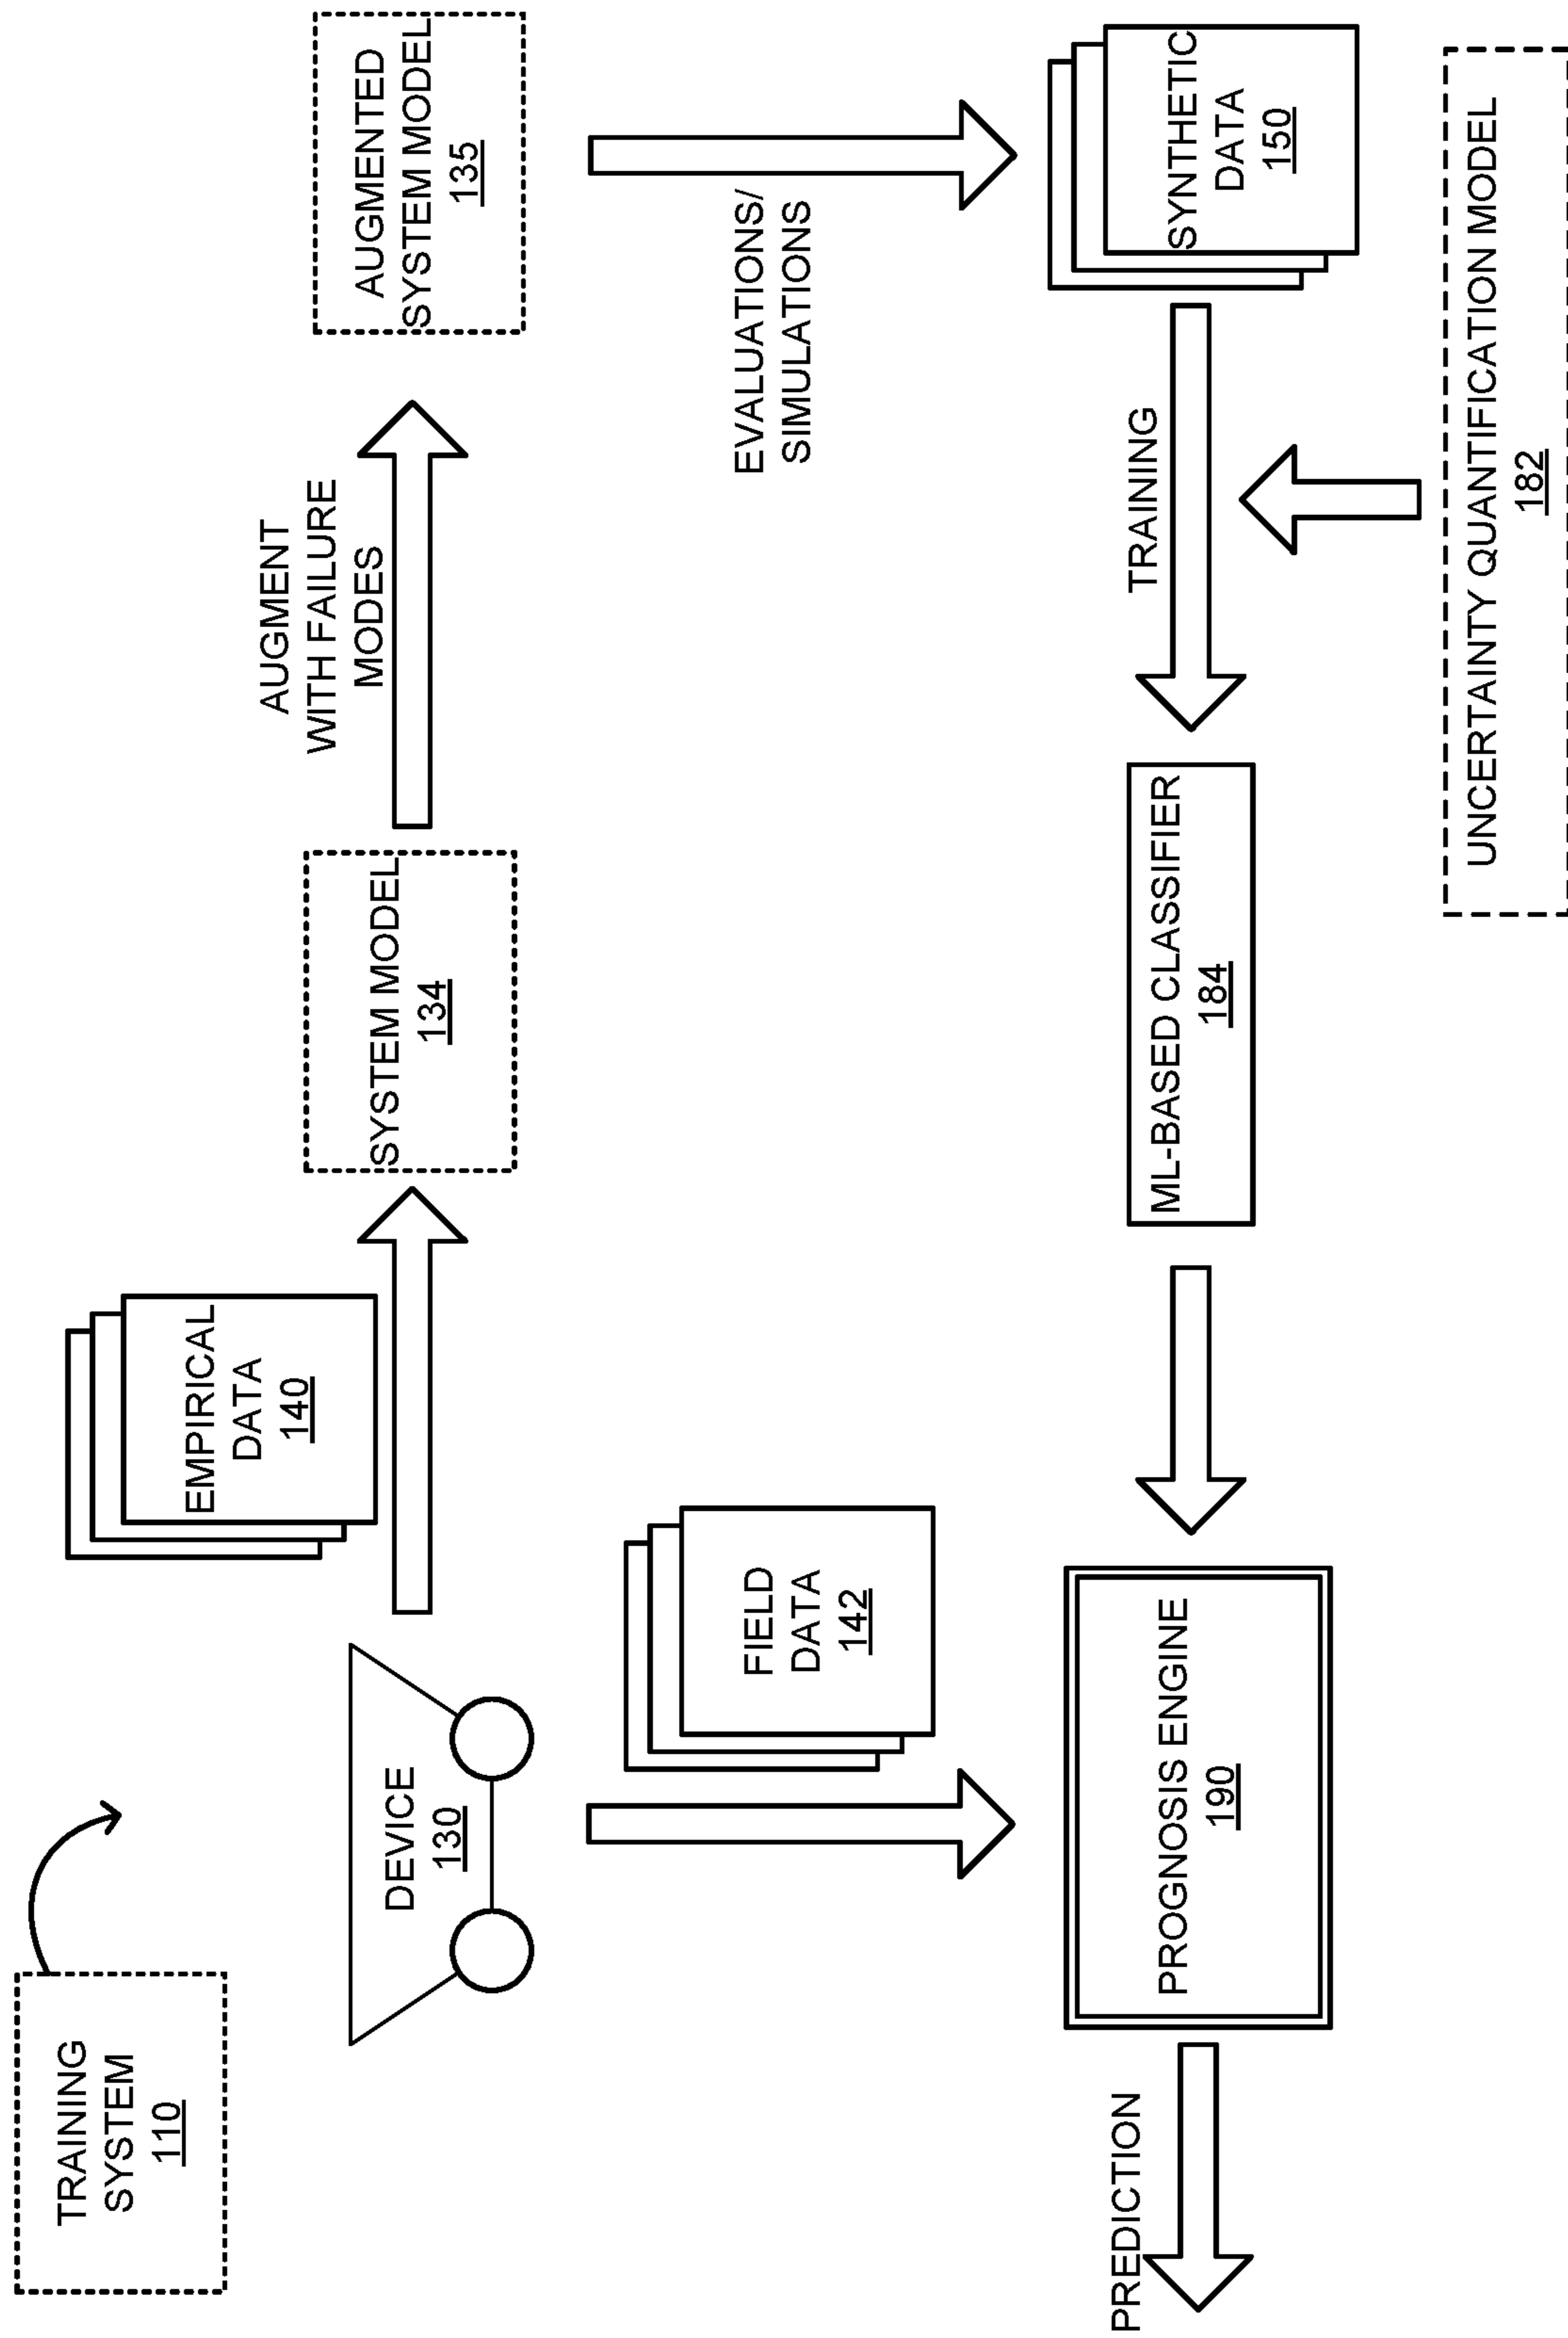 TRAINING
SYSTEM
110
EMPIRICAL
DATA
140
AUGMENT
WITH FAILURE
MODES
DEVICE
130
SYSTEM MODEL
134
AUGMENTED
SYSTEM MODEL
135
FIELD
DATA
142
EVALUATIONS/
SIMULATIONS
PREDICTION
PROGNOSIS ENGINE
190
ML-BASED CLASSIFIER
184
TRAINING
SYNTHETIC
DATA
150
UNCERTAINTY QUANTIFICATION MODEL
182